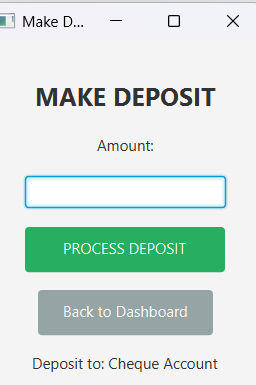 Make D...
MAKE DEPOSIT
Amount:
PROCESS DEPOSIT
Back to Dashboard
Deposit to: Cheque Account